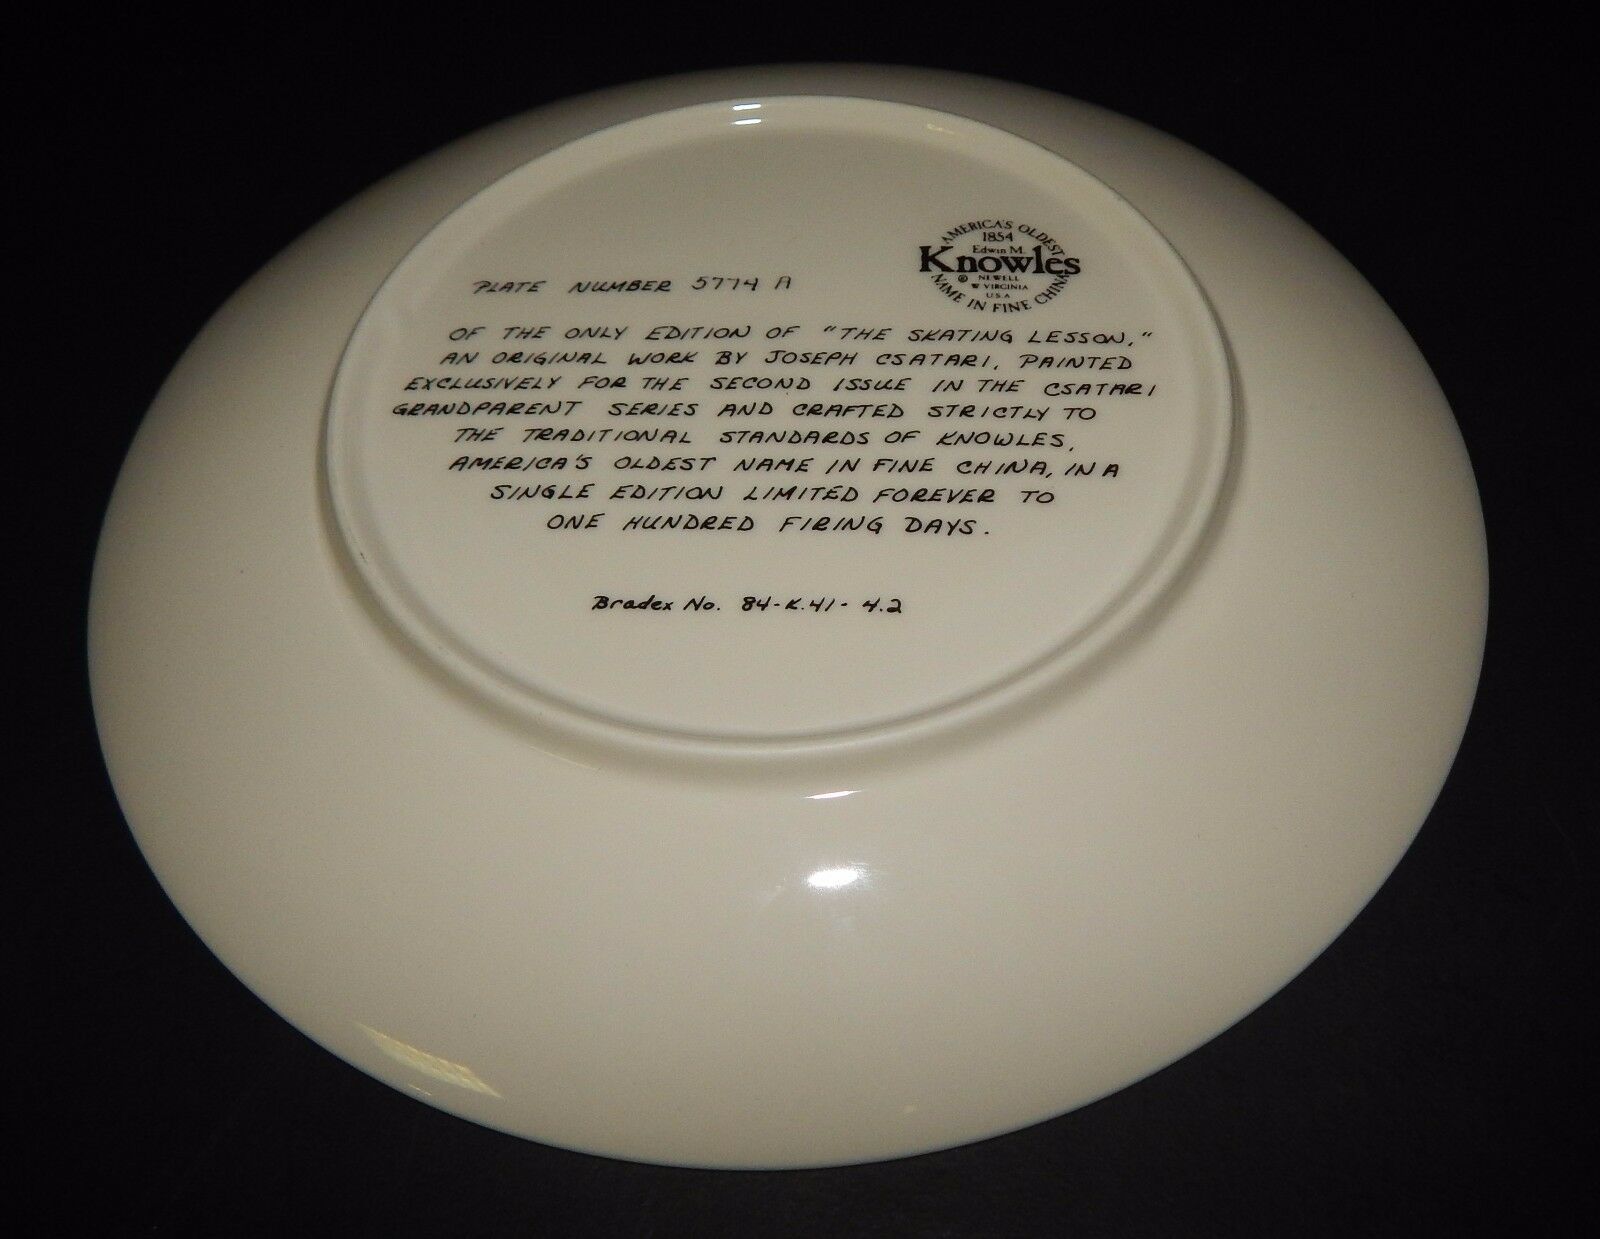 AMERICA'S OLDEST
1854
Edwin M.
Knowles
® NEWELL
W VIRGINIA
U.S.A
NAME IN FINE CHINA
PLATE NUMBER 5774 A
OF THE ONLY EDITION OF "THE SKATING LESSON,"
AN ORIGINAL WORK BY JOSEPH CSATARI, PAINTED
EXCLUSIVELY FOR THE SECOND ISSUE IN THE CSATARI
GRANDPARENT SERIES AND CRAFTED STRICTLY TO
THE TRADITIONAL STANDARDS OF KNOWLES,
AMERICA'S OLDEST NAME IN FINE CHINA, IN A
SINGLE EDITION LIMITED FOREVER TO
ONE HUNDRED FIRING DAYS.
Bradex No. 84-K.41-4.2